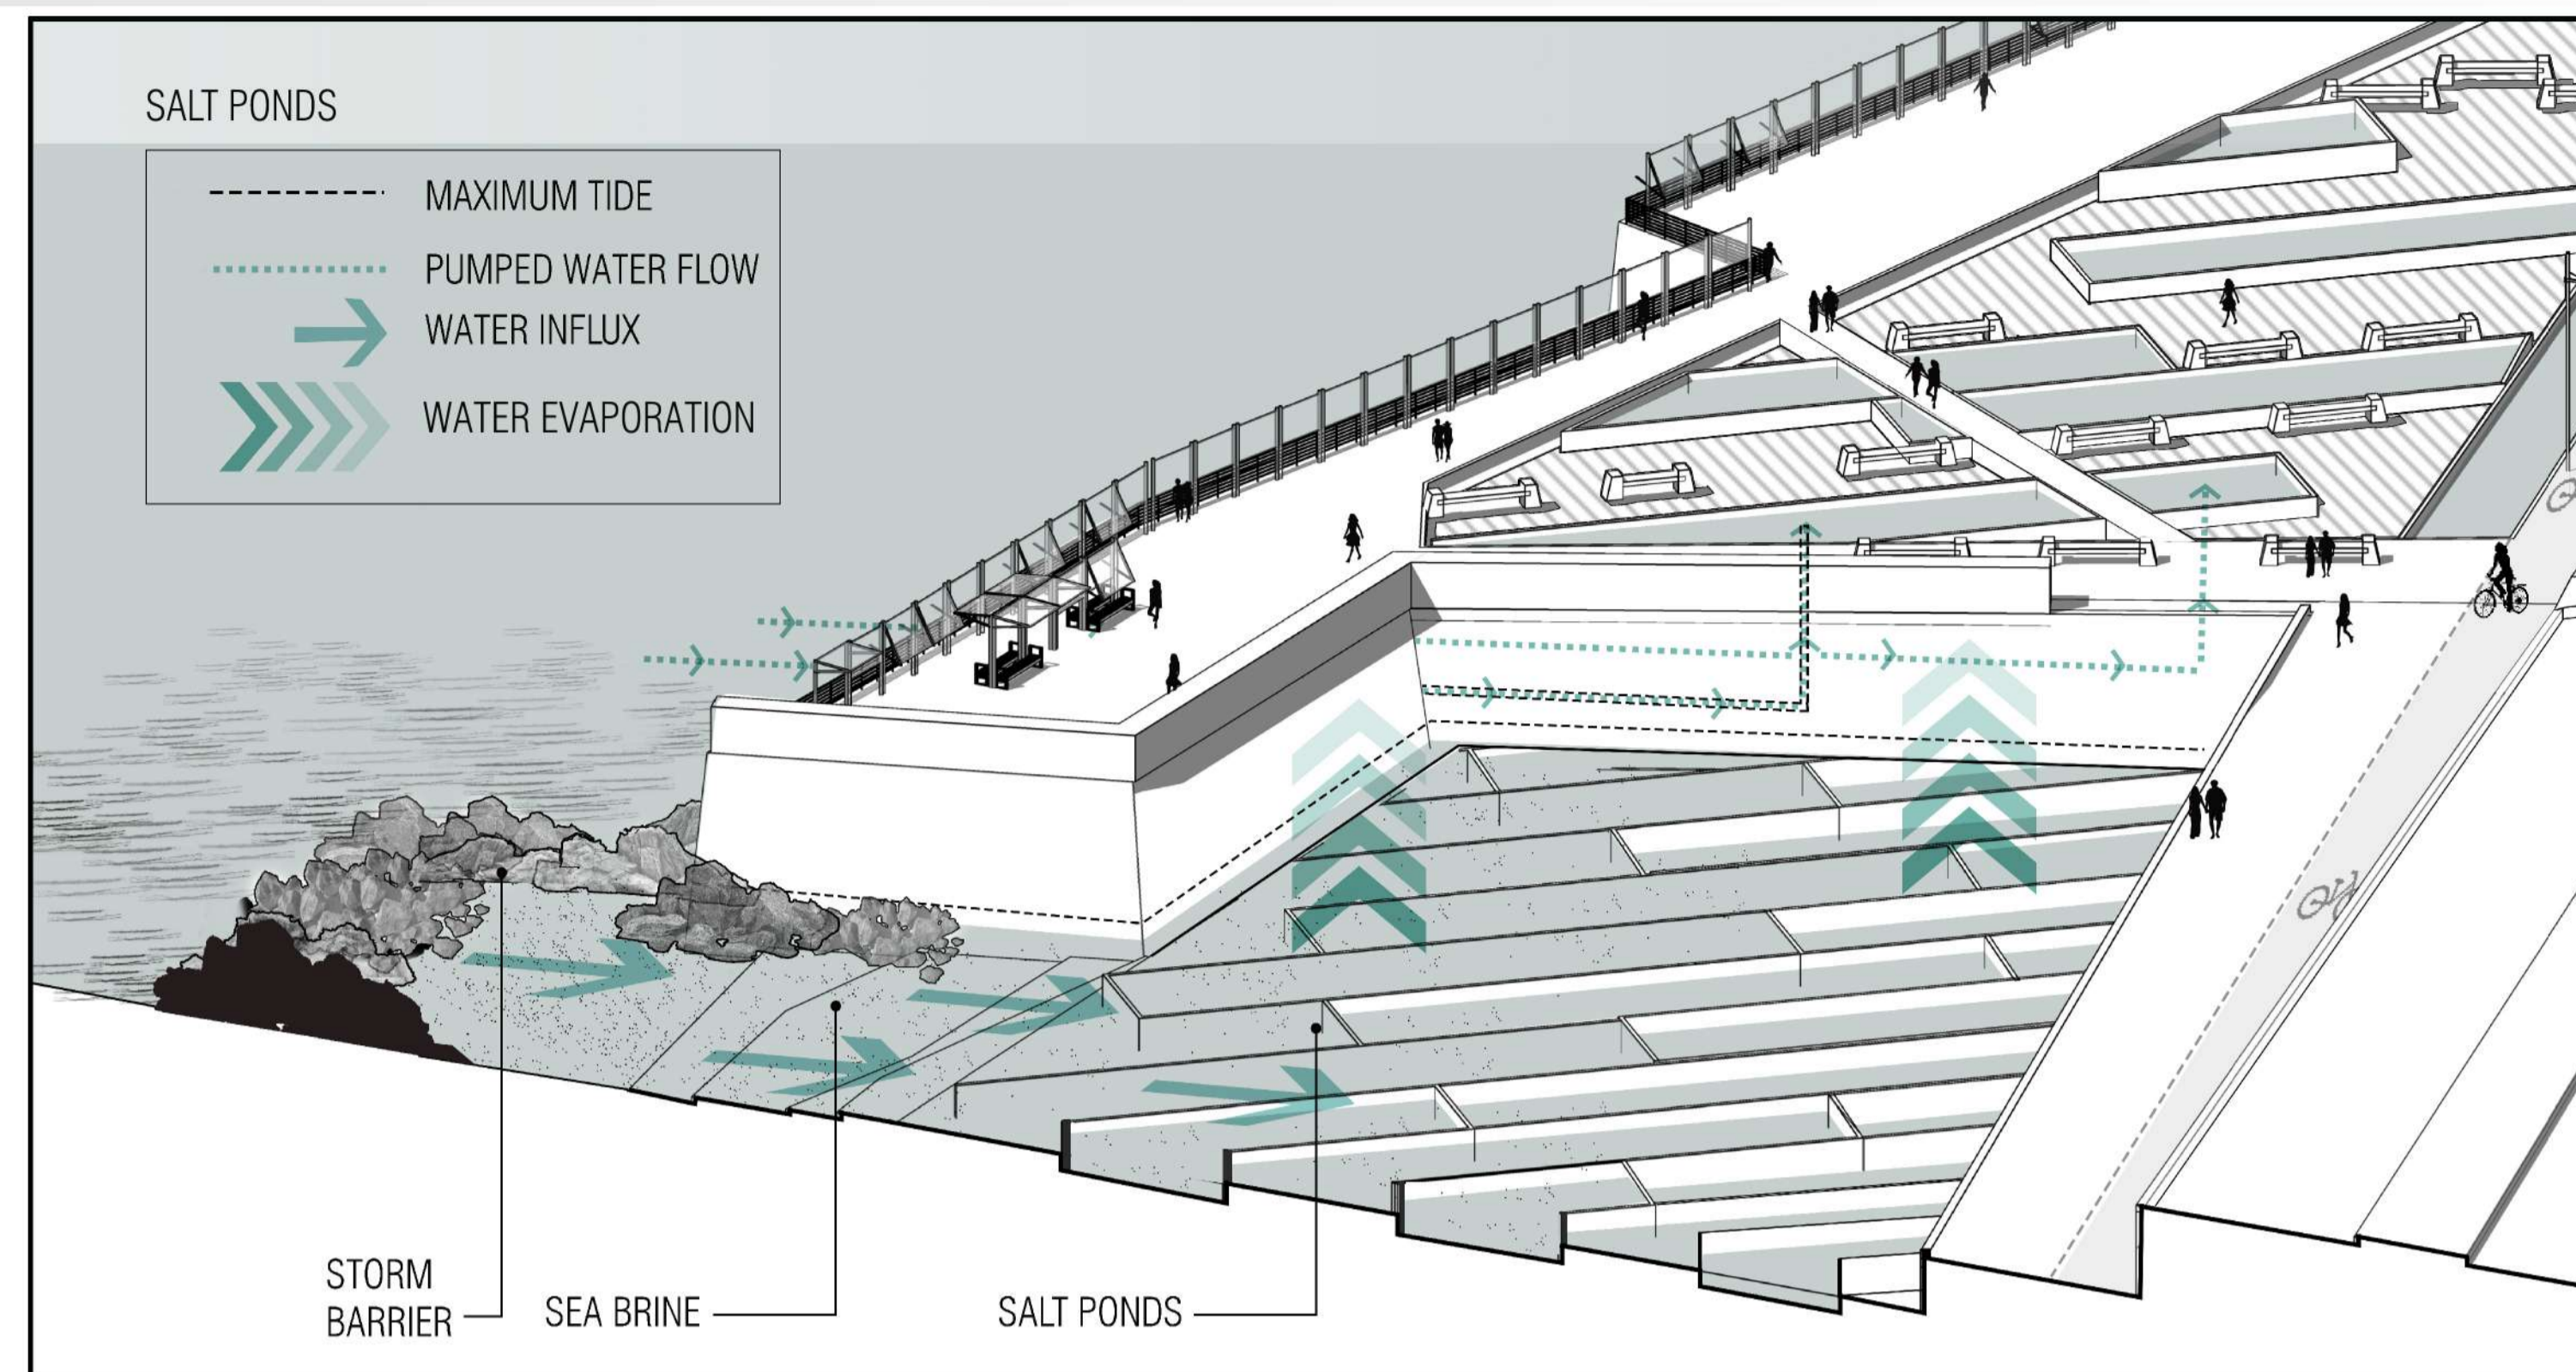 SALT PONDS
MAXIMUM TIDE
PUMPED WATER FLOW
WATER INFLUX
WATER EVAPORATION
STORM
BARRIER
SEA BRINE
SALT PONDS